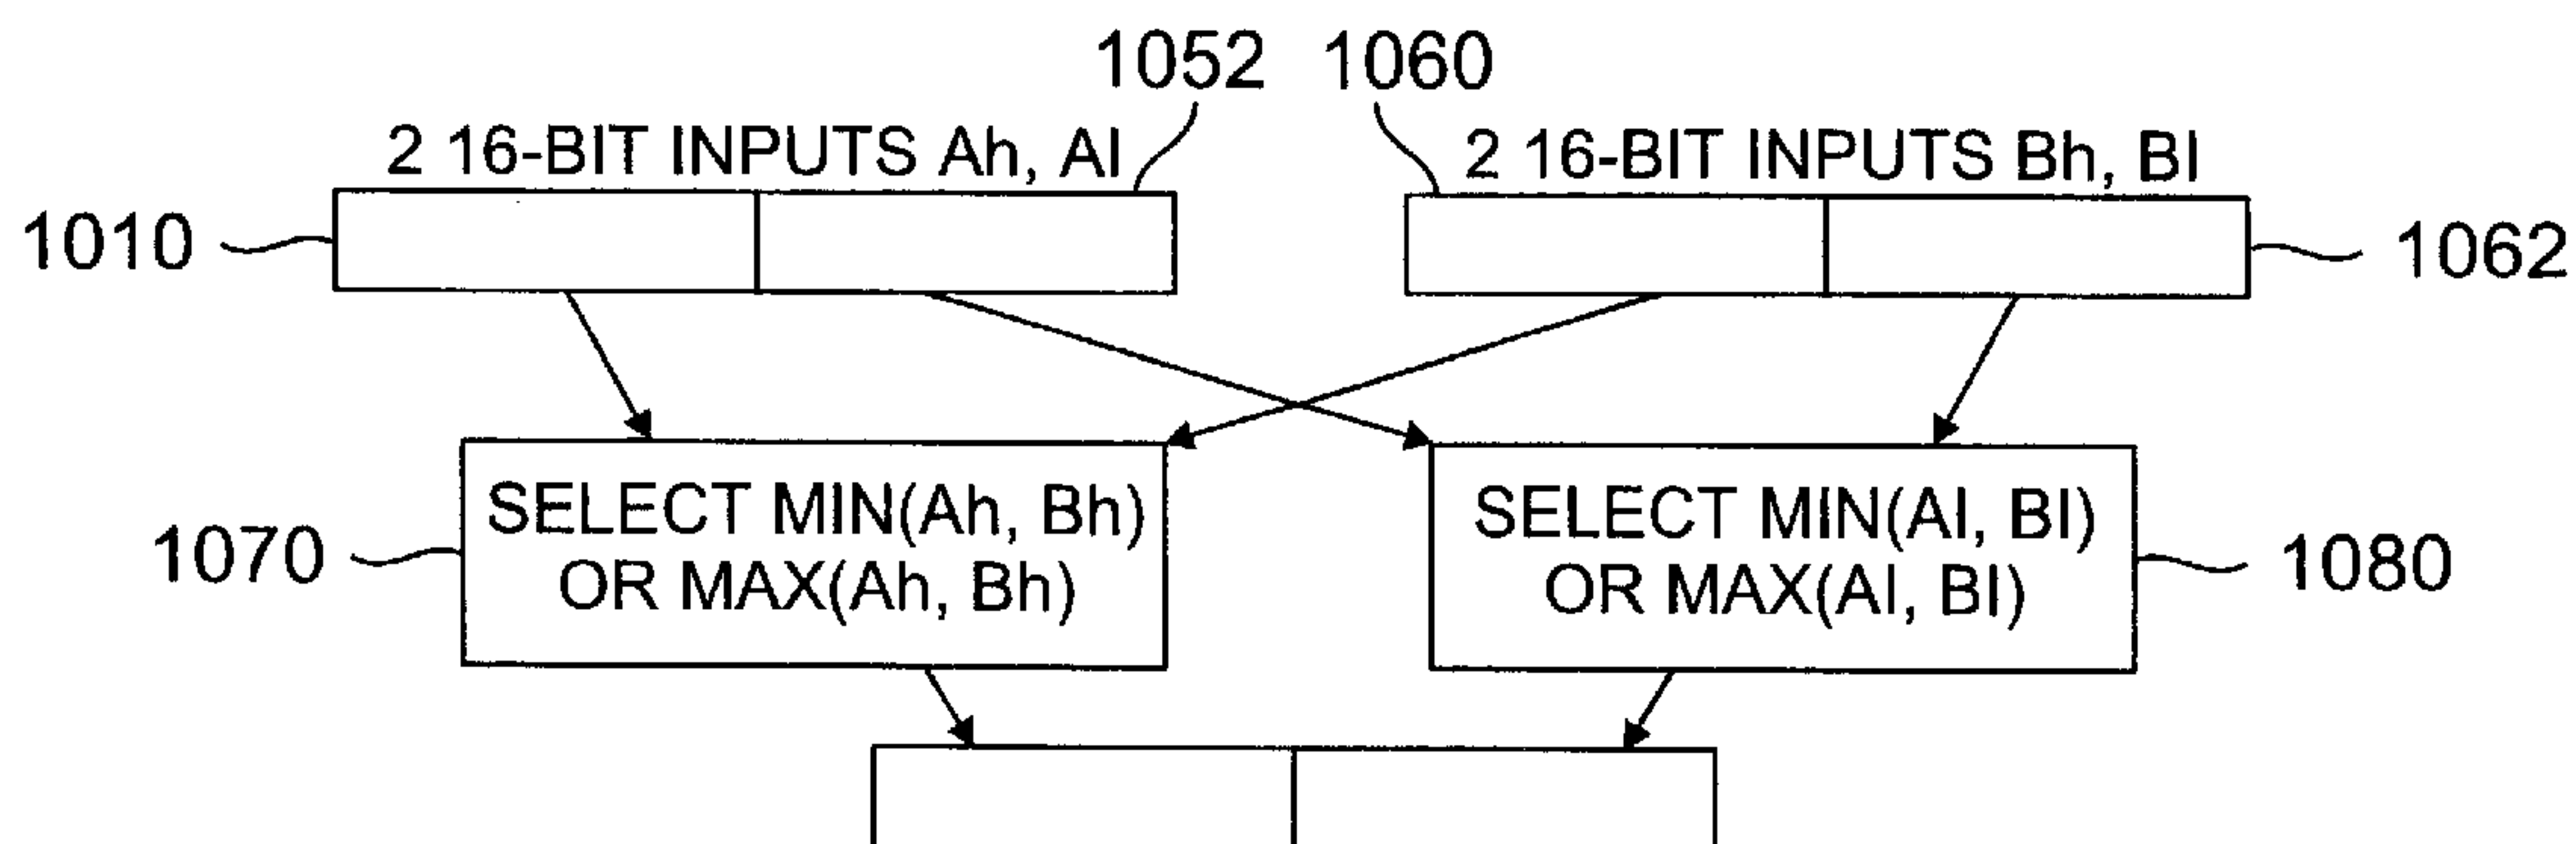 1052 1060
2 16-BIT INPUTS Ah, Al
2 16-BIT INPUTS Bh, Bl
1010
1062
SELECT MIN(Ah, Bh)
OR MAX(Ah, Bh)
1070
SELECT MIN(Al, Bl)
OR MAX(Al, Bl)
1080